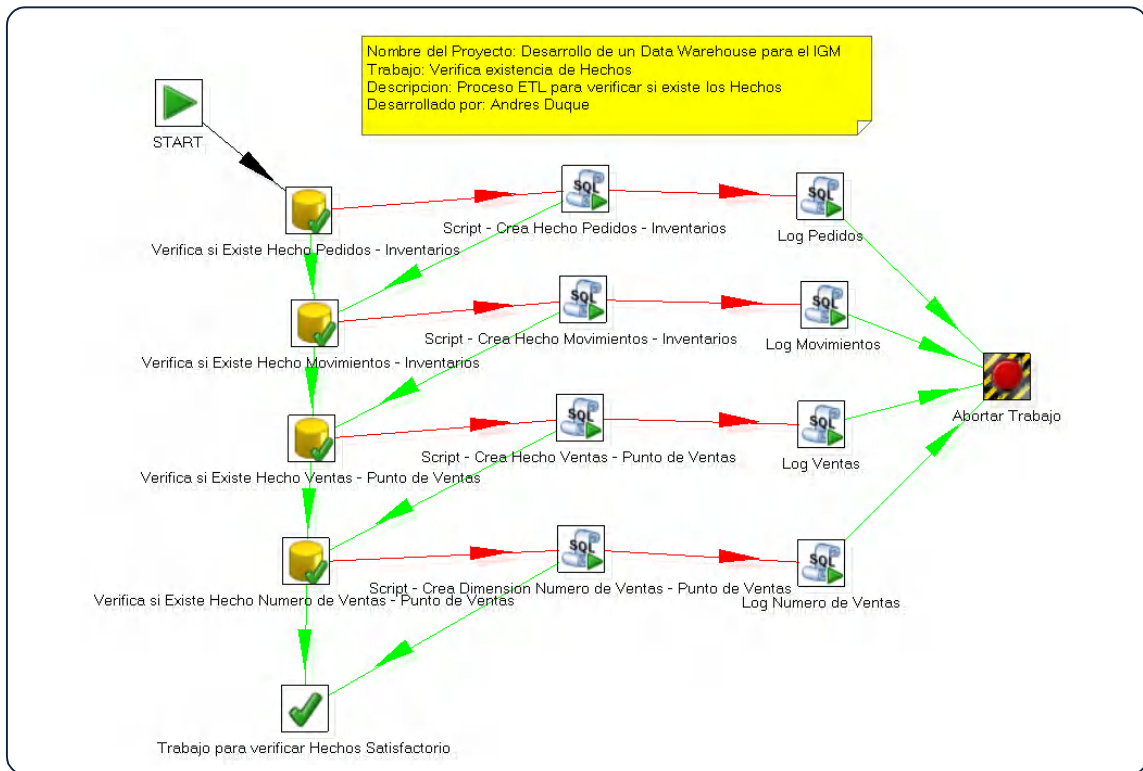 Nombre del Proyecto: Desarrollo de un Data Warehouse para el IGM
Trabajo: Verifica existencia de Hechos
Descripcion: Proceso ETL para verificar si existe los Hechos
Desarrollado por: Andres Duque
START
SQL
SQL
Verifica si Existe Hecho Pedidos - Inventarios
Script - Crea Hecho Pedidos - Inventarios
Log Pedidos
SQL
SQL
Verifica si Existe Hecho Movimientos - Inventarios
Script - Crea Hecho Movimientos - Inventarios
Log Movimientos
Abortar Trabajo
SQL
SQL
Verifica si Existe Hecho Ventas - Punto de Ventas
Script - Crea Hecho Ventas - Punto de Ventas
Log Ventas
SQL
SQL
Verifica si Existe Hecho Numero de Ventas - Punto de Ventas
Script - Crea Dimension Numero de Ventas - Punto de Ventas
Log Numero de Ventas
Trabajo para verificar Hechos Satisfactorio